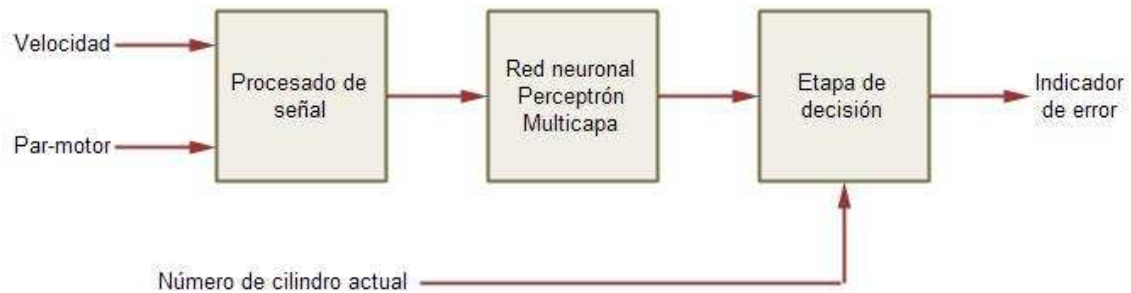 Velocidad
Par-motor
Procesado de
señal
Red neuronal
Perceptrón
Multicapa
Etapa de
decisión
Indicador
de error
Número de cilindro actual